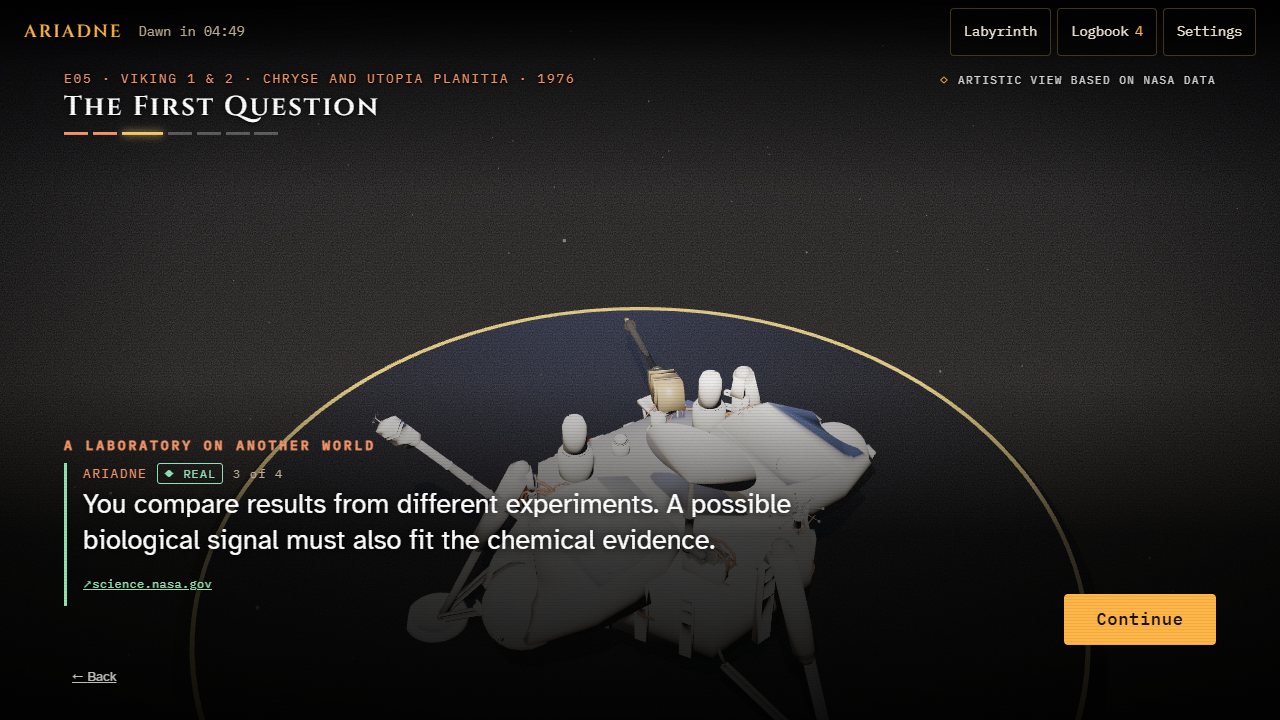 ARIADNE Dawn in 04:49 Labyrinth Logbook 4 Settings
E05 · VIKING 1 & 2 · CHRYSE AND UTOPIA PLANITIA · 1976
◇ ARTISTIC VIEW BASED ON NASA DATA
The First Question
A LABORATORY ON ANOTHER WORLD
ARIADNE ◆ REAL 3 of 4
You compare results from different experiments. A possible
biological signal must also fit the chemical evidence.
↗science.nasa.gov
Continue
← Back